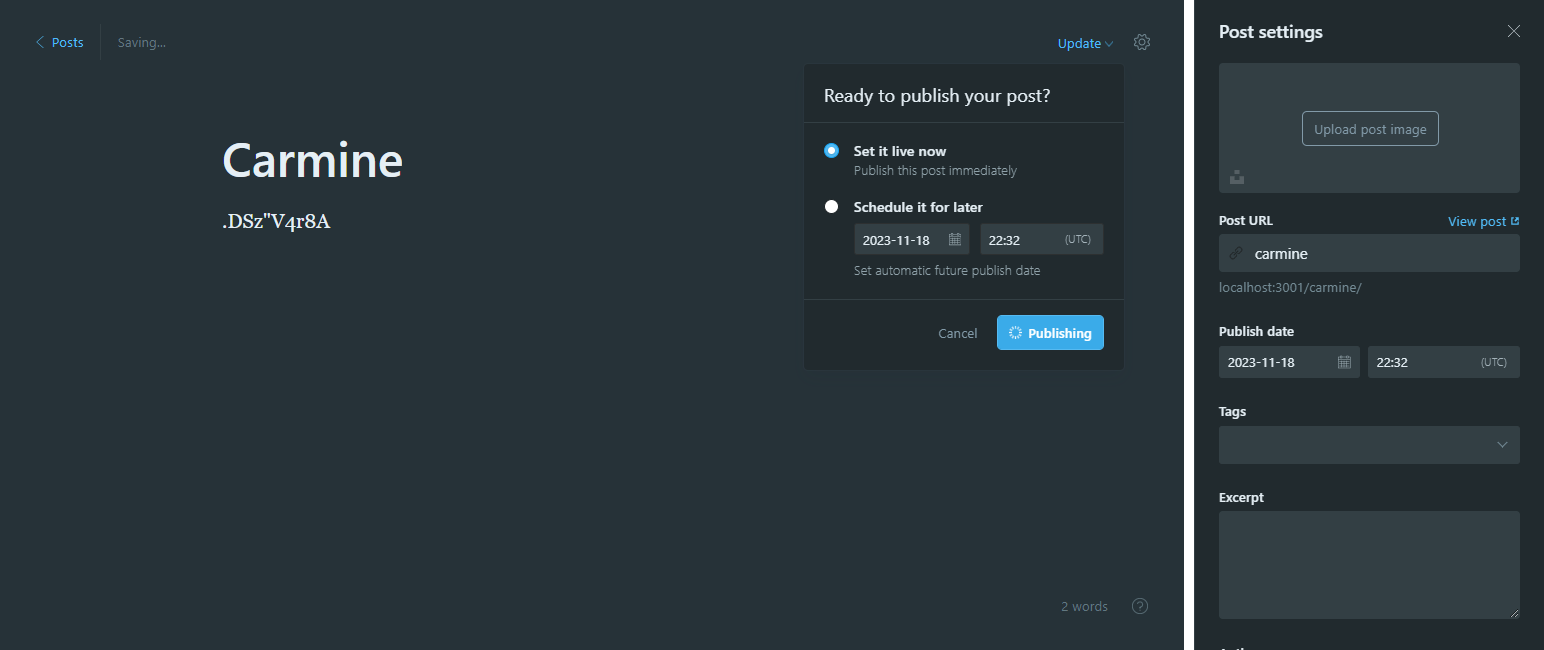 Posts
Saving...
Update
Carmine
.DSz"V4r8A
Ready to publish your post?
Set it live now
Publish this post immediately
Schedule it for later
2023-11-18 22:32 (UTC)
Set automatic future publish date
Cancel Publishing
2 words
Post settings
Upload post image
Post URL View post
carmine
localhost:3001/carmine/
Publish date
2023-11-18 22:32 (UTC)
Tags
Excerpt